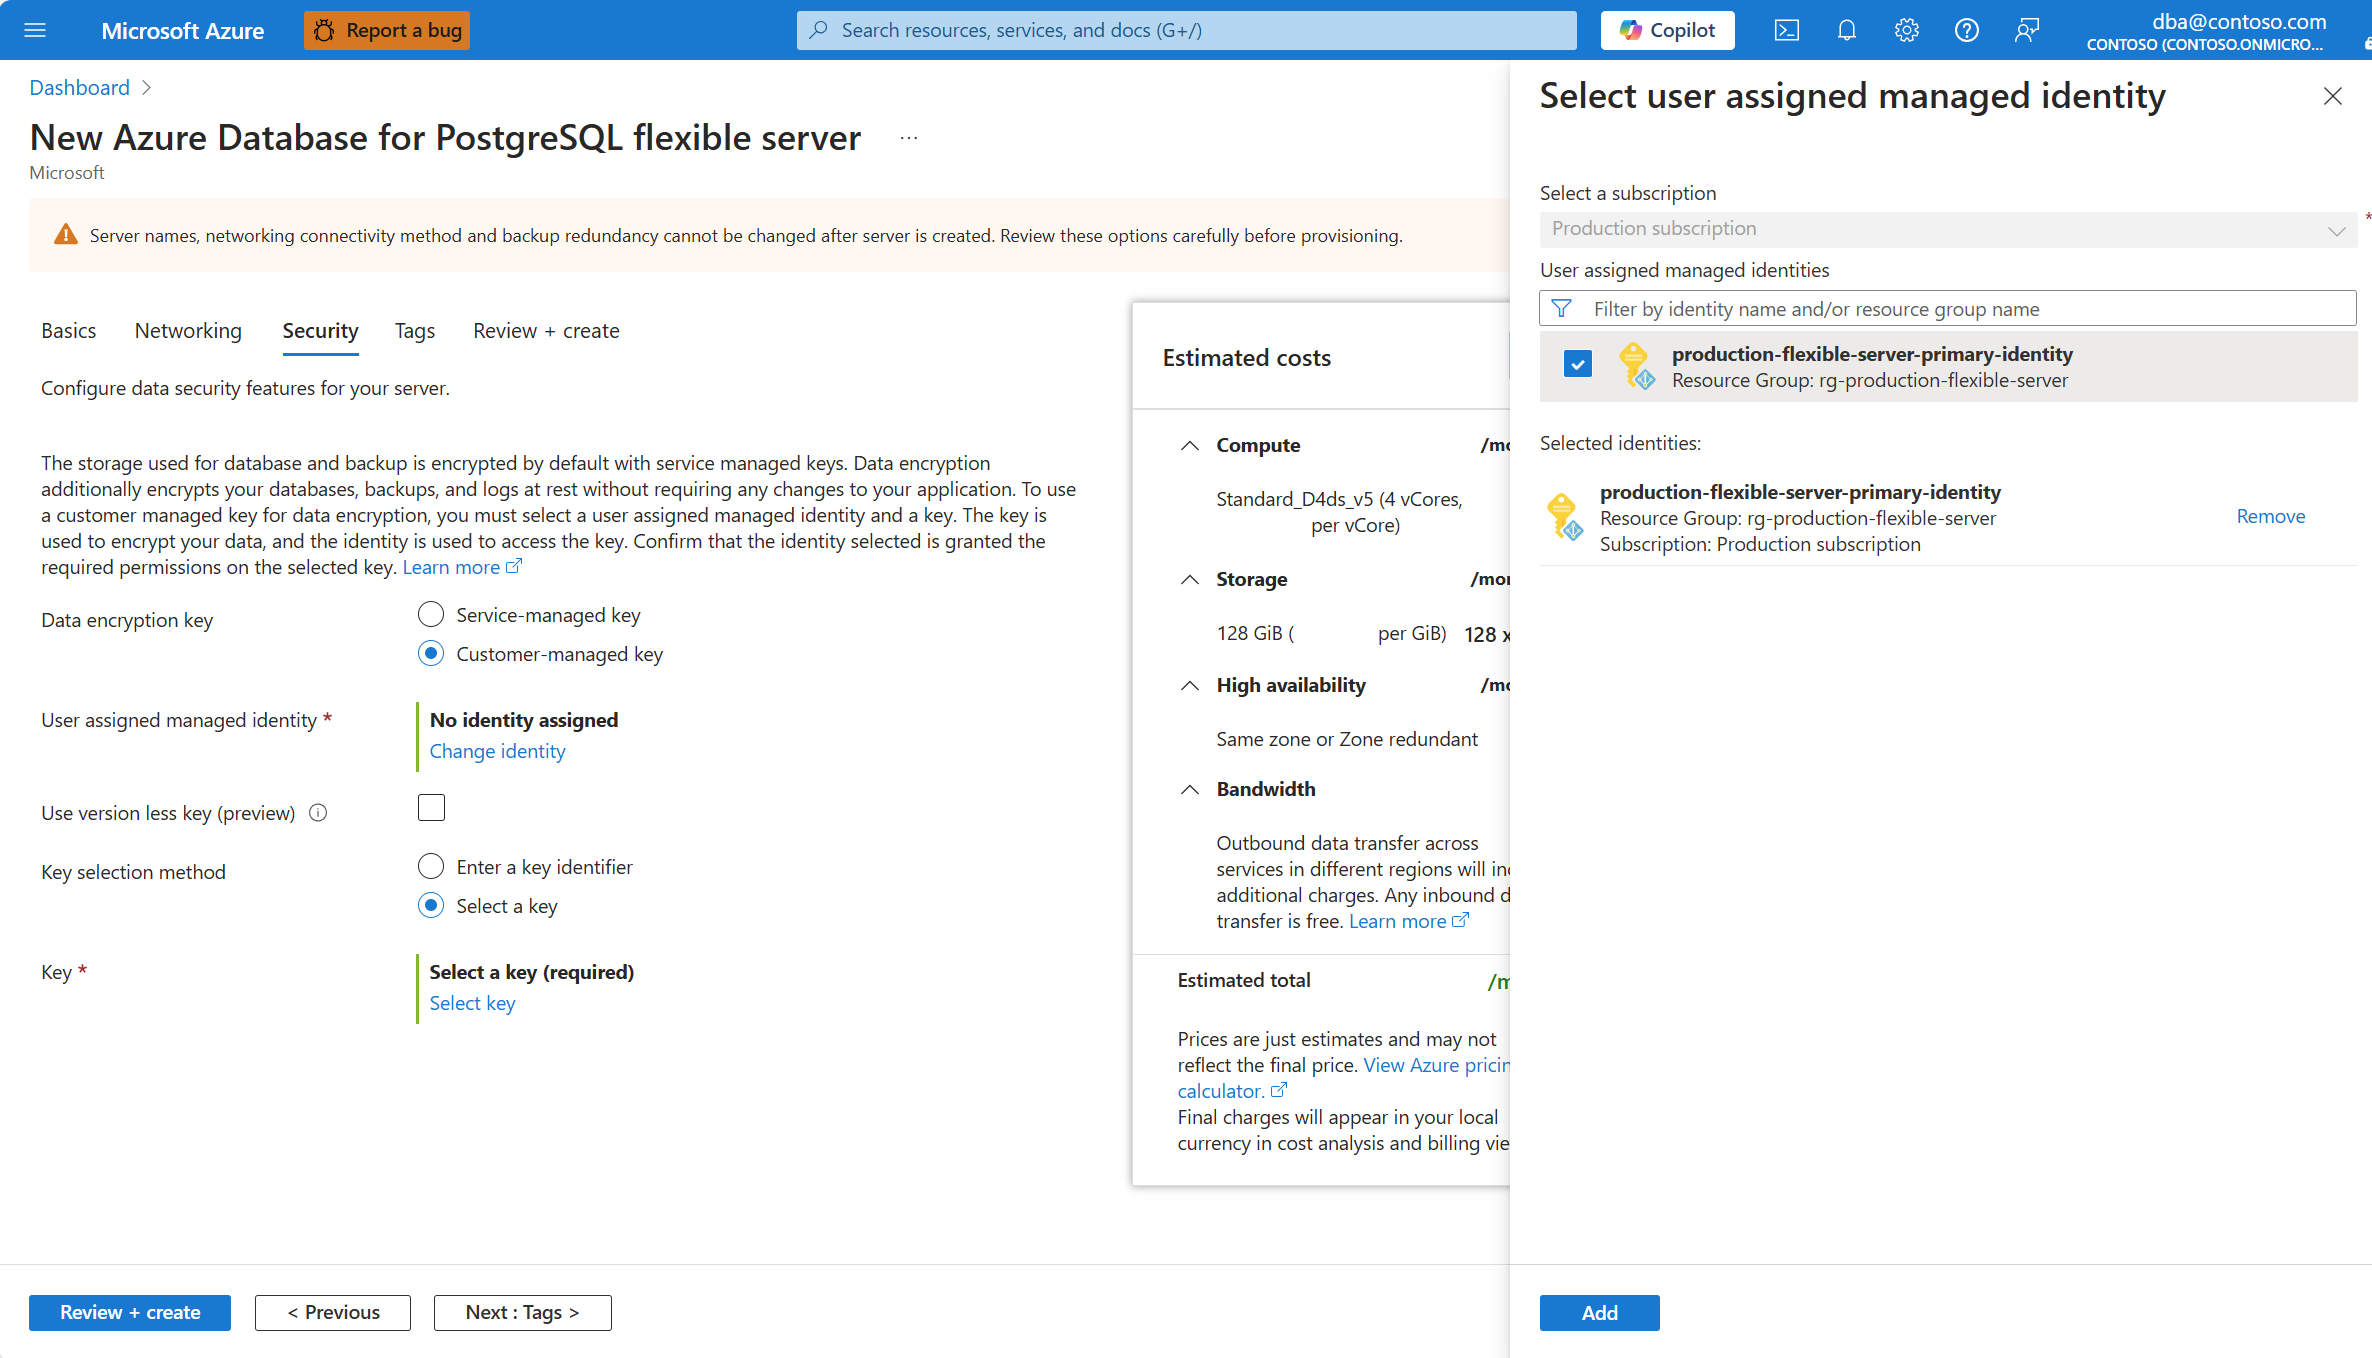 Microsoft Azure
Report a bug
Search resources, services, and docs (G+/)
Copilot
dba@contoso.com
CONTOSO (CONTOSO.ONMICRO...
Dashboard
New Azure Database for PostgreSQL flexible server
...
Microsoft
Server names, networking connectivity method and backup redundancy cannot be changed after server is created. Review these options carefully before provisioning.
Basics
Networking
Security
Tags
Review + create
Configure data security features for your server.
The storage used for database and backup is encrypted by default with service managed keys. Data encryption
additionally encrypts your databases, backups, and logs at rest without requiring any changes to your application. To use
a customer managed key for data encryption, you must select a user assigned managed identity and a key. The key is
used to encrypt your data, and the identity is used to access the key. Confirm that the identity selected is granted the
required permissions on the selected key. Learn more
Data encryption key
Service-managed key
Customer-managed key
User assigned managed identity *
No identity assigned
Change identity
Use version less key (preview)
Key selection method
Enter a key identifier
Select a key
Key *
Select a key (required)
Select key
Estimated costs
Compute
/mo
Standard_D4ds_v5 (4 vCores,
per vCore)
Storage
/mo
128 GiB ( per GiB) 128 x
High availability
/mo
Same zone or Zone redundant
Bandwidth
Outbound data transfer across
services in different regions will in
additional charges. Any inbound d
transfer is free. Learn more
Estimated total
/m
Prices are just estimates and may not
reflect the final price. View Azure pricin
calculator.
Final charges will appear in your local
currency in cost analysis and billing vie
Review + create
< Previous
Next : Tags >
Select user assigned managed identity
Select a subscription
Production subscription
*
User assigned managed identities
Filter by identity name and/or resource group name
production-flexible-server-primary-identity
Resource Group: rg-production-flexible-server
Selected identities:
production-flexible-server-primary-identity
Resource Group: rg-production-flexible-server
Subscription: Production subscription
Remove
Add